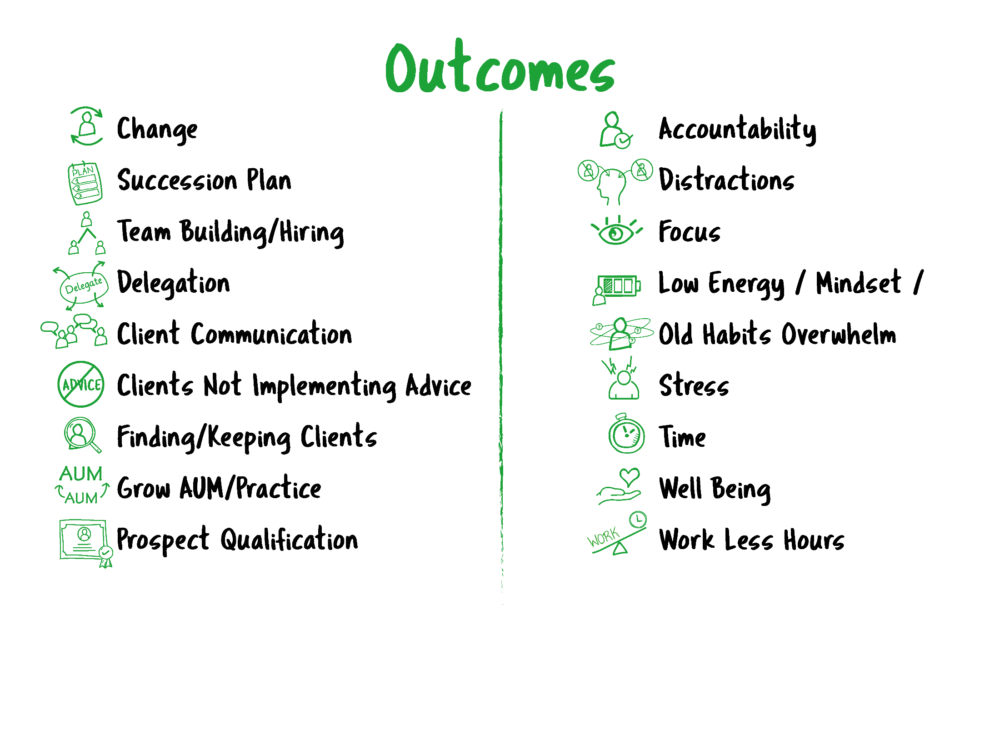 Outcomes
Change
PLAN
1
2
3
Succession Plan
Team Building/Hiring
Delegate
Delegation
Client Communication
ADVICE
Clients Not Implementing Advice
Finding/Keeping Clients
AUM
AUM
Grow AUM/Practice
Prospect Qualification
Accountability
Distractions
Focus
Low Energy / Mindset /
? ? ?
Old Habits Overwhelm
Stress
Time
Well Being
WORK
Work Less Hours